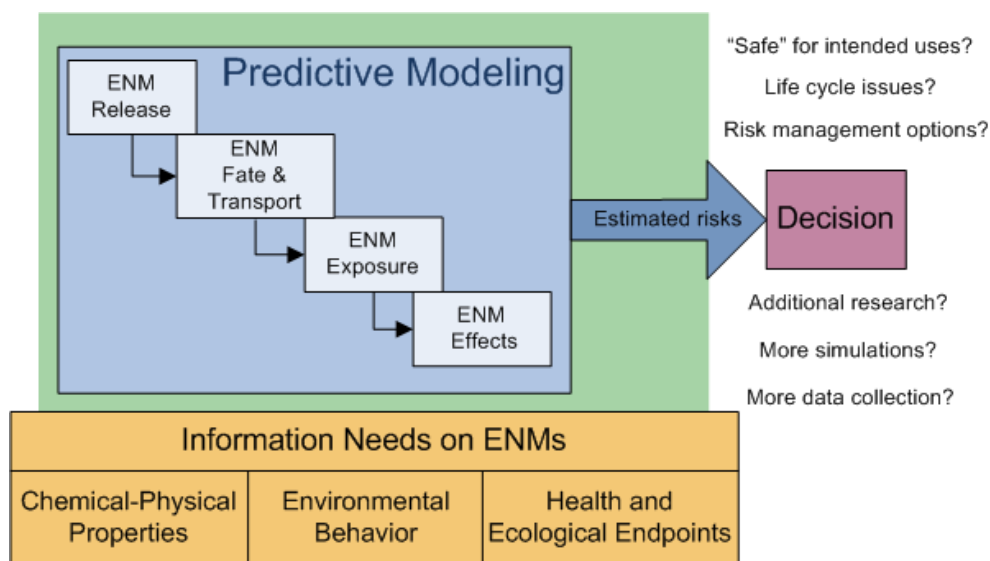 Predictive Modeling
ENM
Release
ENM
Fate &
Transport
ENM
Exposure
ENM
Effects
Estimated risks
“Safe” for intended uses?
Life cycle issues?
Risk management options?
Decision
Additional research?
More simulations?
More data collection?
Information Needs on ENMs
Chemical-Physical
Properties
Environmental
Behavior
Health and
Ecological Endpoints